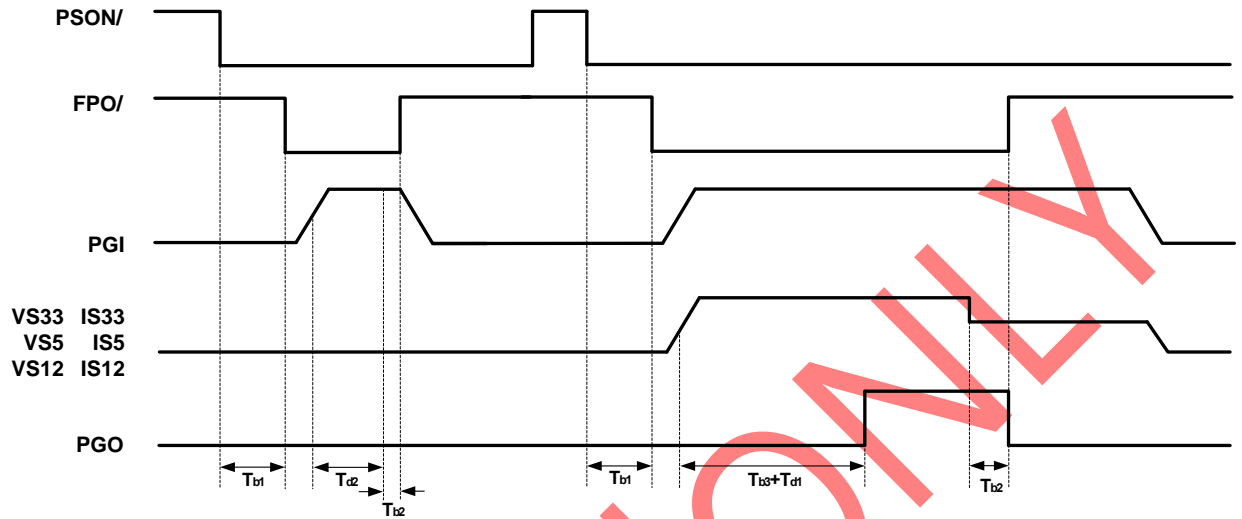 PSON/
FPO/
PGI
VS33 IS33
VS5 IS5
VS12 IS12
PGO
Tb1 Td2 Tb1 Tb3+Td1 Tb2
Tb2
ONLY